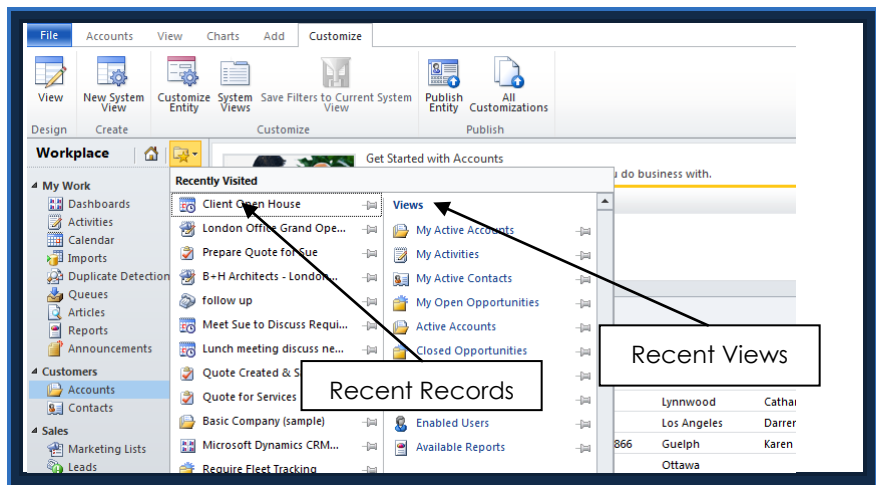 File Accounts View Charts Add Customize
View New System View Customize Entity System Views Save Filters to Current System View Publish Entity All Customizations
Design Create Customize Publish
Workplace
Get Started with Accounts
u do business with.
My Work
Dashboards
Activities
Calendar
Imports
Duplicate Detection
Queues
Articles
Reports
Announcements
Customers
Accounts
Contacts
Sales
Marketing Lists
Leads
Recently Visited
Client Open House
London Office Grand Ope...
Prepare Quote for Sue
B+H Architects - London...
follow up
Meet Sue to Discuss Requi...
Lunch meeting discuss ne...
Quote Created & S
Quote for Services
Basic Company (sample)
Microsoft Dynamics CRM...
Require Fleet Tracking
Views
My Active Accounts
My Activities
My Active Contacts
My Open Opportunities
Active Accounts
Closed Opportunities
Enabled Users
Available Reports
Recent Records
Recent Views
Lynnwood Cathar
Los Angeles Darren
866 Guelph Karen
Ottawa